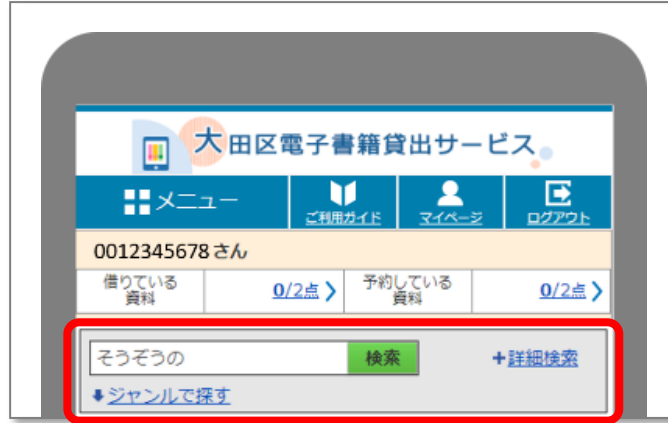 大田区電子書籍貸出サービス
メニュー ご利用ガイド マイページ ログアウト
0012345678さん
借りている
資料
0/2点
予約している
資料
0/2点
そうぞうの 検索 +詳細検索
ジャンルで探す